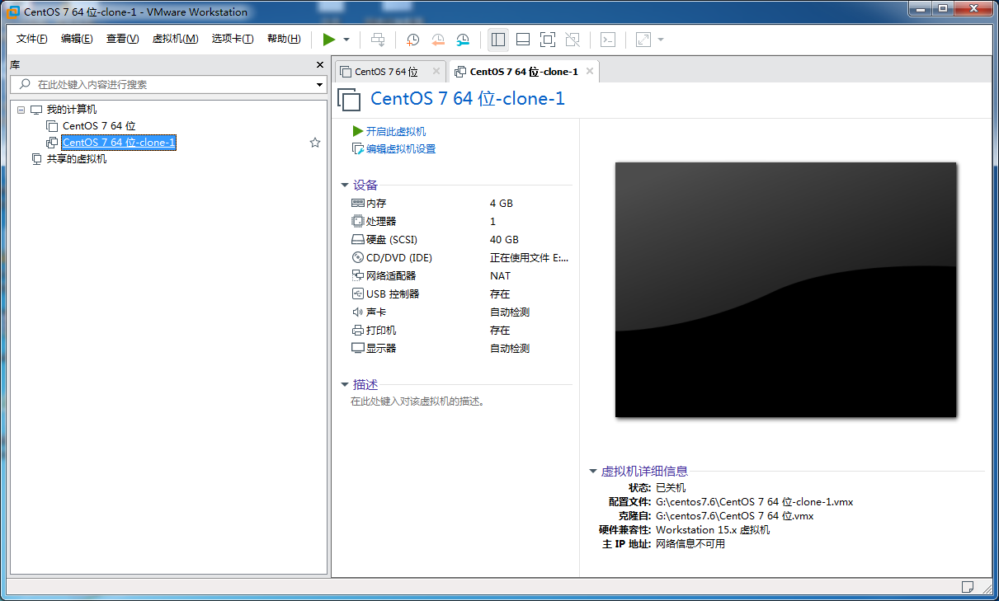 CentOS 7 64 位-clone-1 - VMware Workstation
文件(F) 编辑(E) 查看(V) 虚拟机(M) 选项卡(T) 帮助(H)
库
在此处键入内容进行搜索
我的计算机
CentOS 7 64 位
CentOS 7 64 位-clone-1
共享的虚拟机
CentOS 7 64 位 CentOS 7 64 位-clone-1
CentOS 7 64 位-clone-1
开启此虚拟机
编辑虚拟机设置
设备
内存 4 GB
处理器 1
硬盘 (SCSI) 40 GB
CD/DVD (IDE) 正在使用文件 E:...
网络适配器 NAT
USB 控制器 存在
声卡 自动检测
打印机 存在
显示器 自动检测
描述
在此处键入对该虚拟机的描述。
虚拟机详细信息
状态: 已关机
配置文件: G:\centos7.6\CentOS 7 64 位-clone-1.vmx
克隆自: G:\centos7.6\CentOS 7 64 位.vmx
硬件兼容性: Workstation 15.x 虚拟机
主 IP 地址: 网络信息不可用